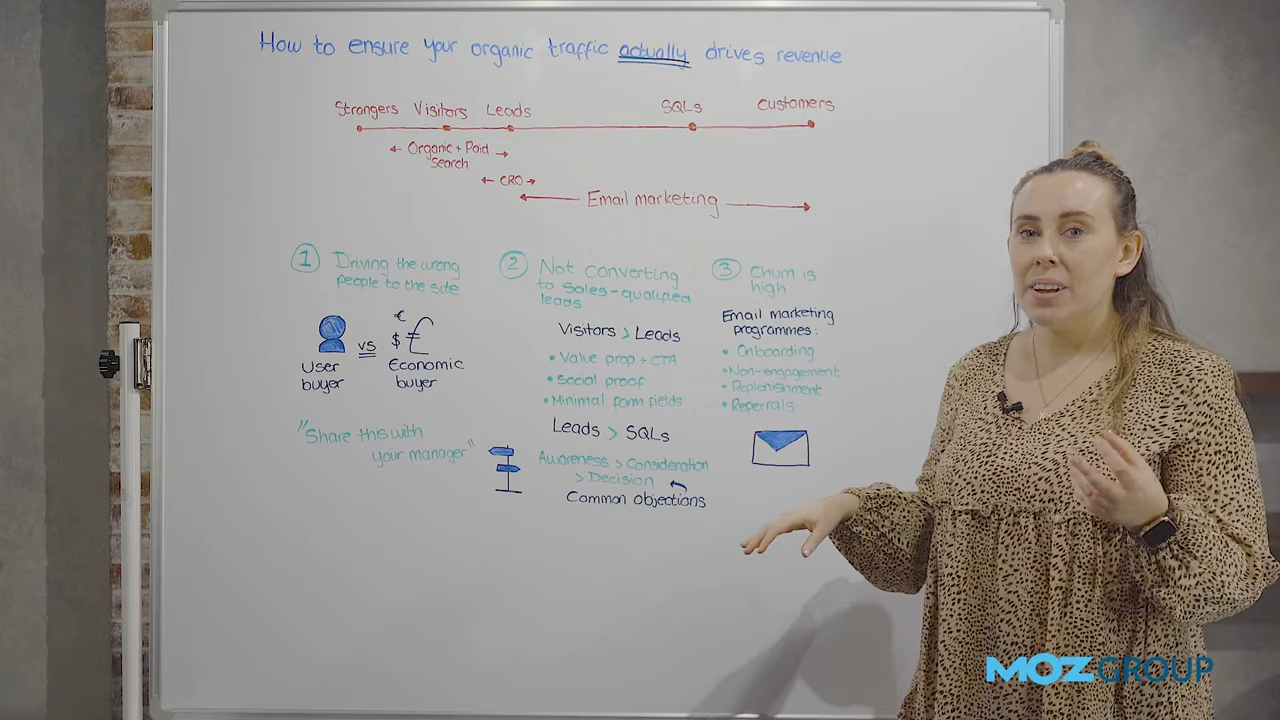 How to ensure your organic traffic actually drives revenue
Strangers Visitors Leads SQLs Customers
← Organic + Paid →
Search
← CRO →
← Email marketing →
1 Driving the wrong
people to the site
User
buyer
vs
€
$ £
Economic
buyer
"Share this with
your manager"
2 Not converting
to sales-qualified
leads
Visitors > Leads
• Value prop + CTA
• Social proof
• Minimal form fields
Leads > SQLs
Awareness > Consideration
> Decision
Common objections
3 Churn is
high
Email marketing
programmes:
• Onboarding
• Non-engagement
• Replenishment
• Referrals
MOZ GROUP